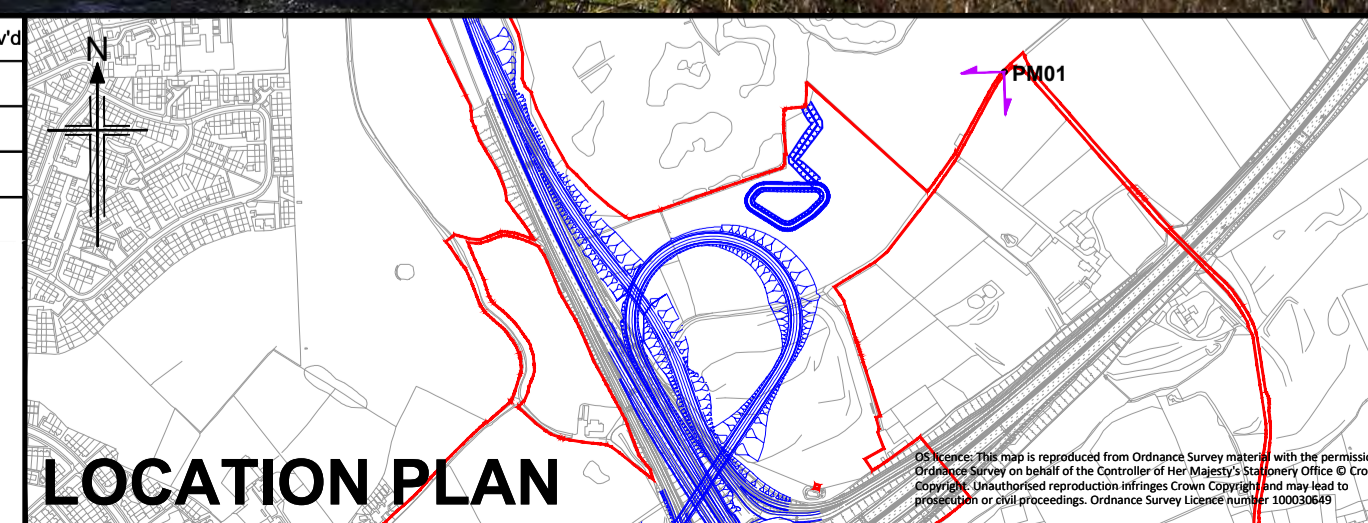 v'd
N
PM01
LOCATION PLAN
OS licence: This map is reproduced from Ordnance Survey material with the
Ordnance Survey on behalf of the Controller of Her Majesty's Stationery Office ©
Copyright. Unauthorised reproduction infringes Crown Copyright and may lead to
prosecution or civil proceedings. Ordnance Survey Licence number 100030649